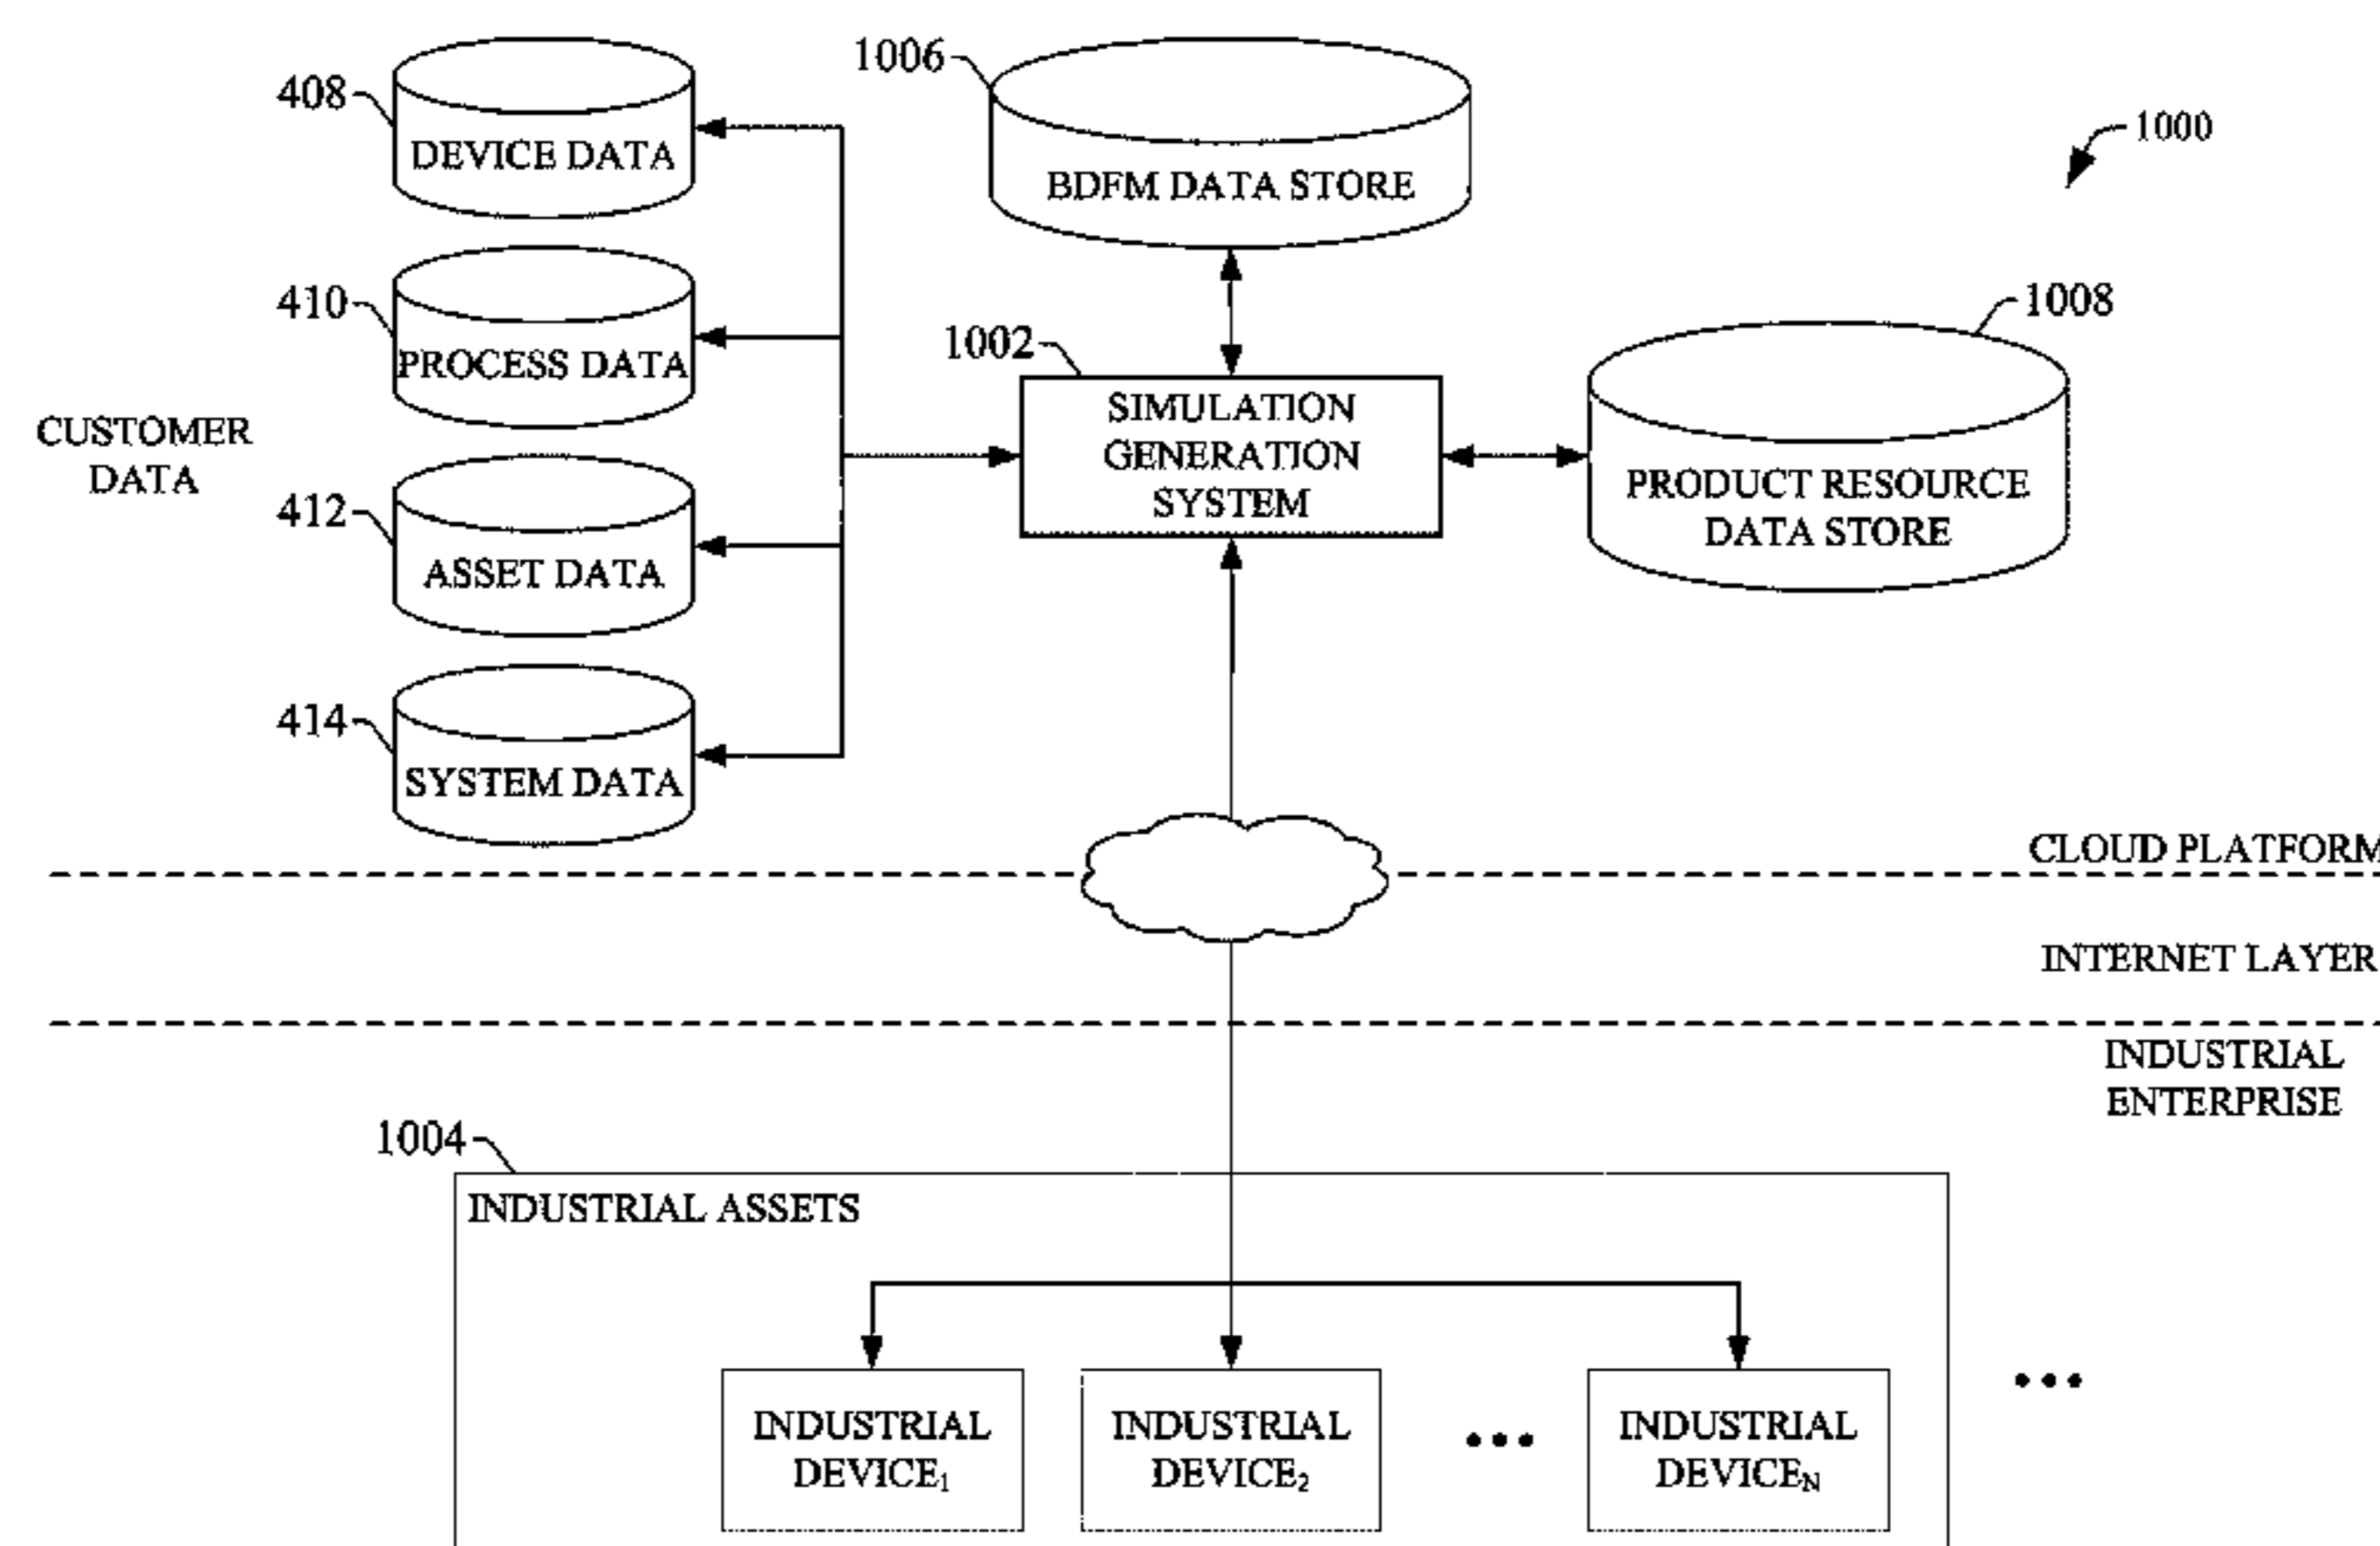 408
DEVICE DATA
1006
BDFM DATA STORE
1000
410
PROCESS DATA
1002
SIMULATION
GENERATION
SYSTEM
1008
PRODUCT RESOURCE
DATA STORE
CUSTOMER
DATA
412
ASSET DATA
414
SYSTEM DATA
CLOUD PLATFORM
INTERNET LAYER
INDUSTRIAL
ENTERPRISE
1004
INDUSTRIAL ASSETS
INDUSTRIAL
DEVICE₁
INDUSTRIAL
DEVICE₂
•••
INDUSTRIAL
DEVICEN
•••